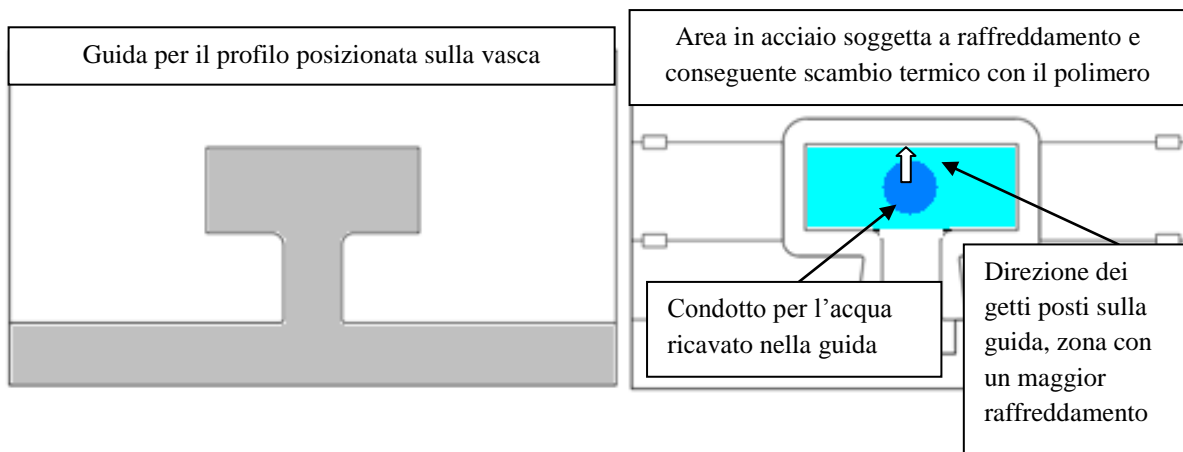 Guida per il profilo posizionata sulla vasca
Area in acciaio soggetta a raffreddamento e
conseguente scambio termico con il polimero
Condotto per l'acqua
ricavato nella guida
Direzione dei
getti posti sulla
guida, zona con
un maggior
raffreddamento